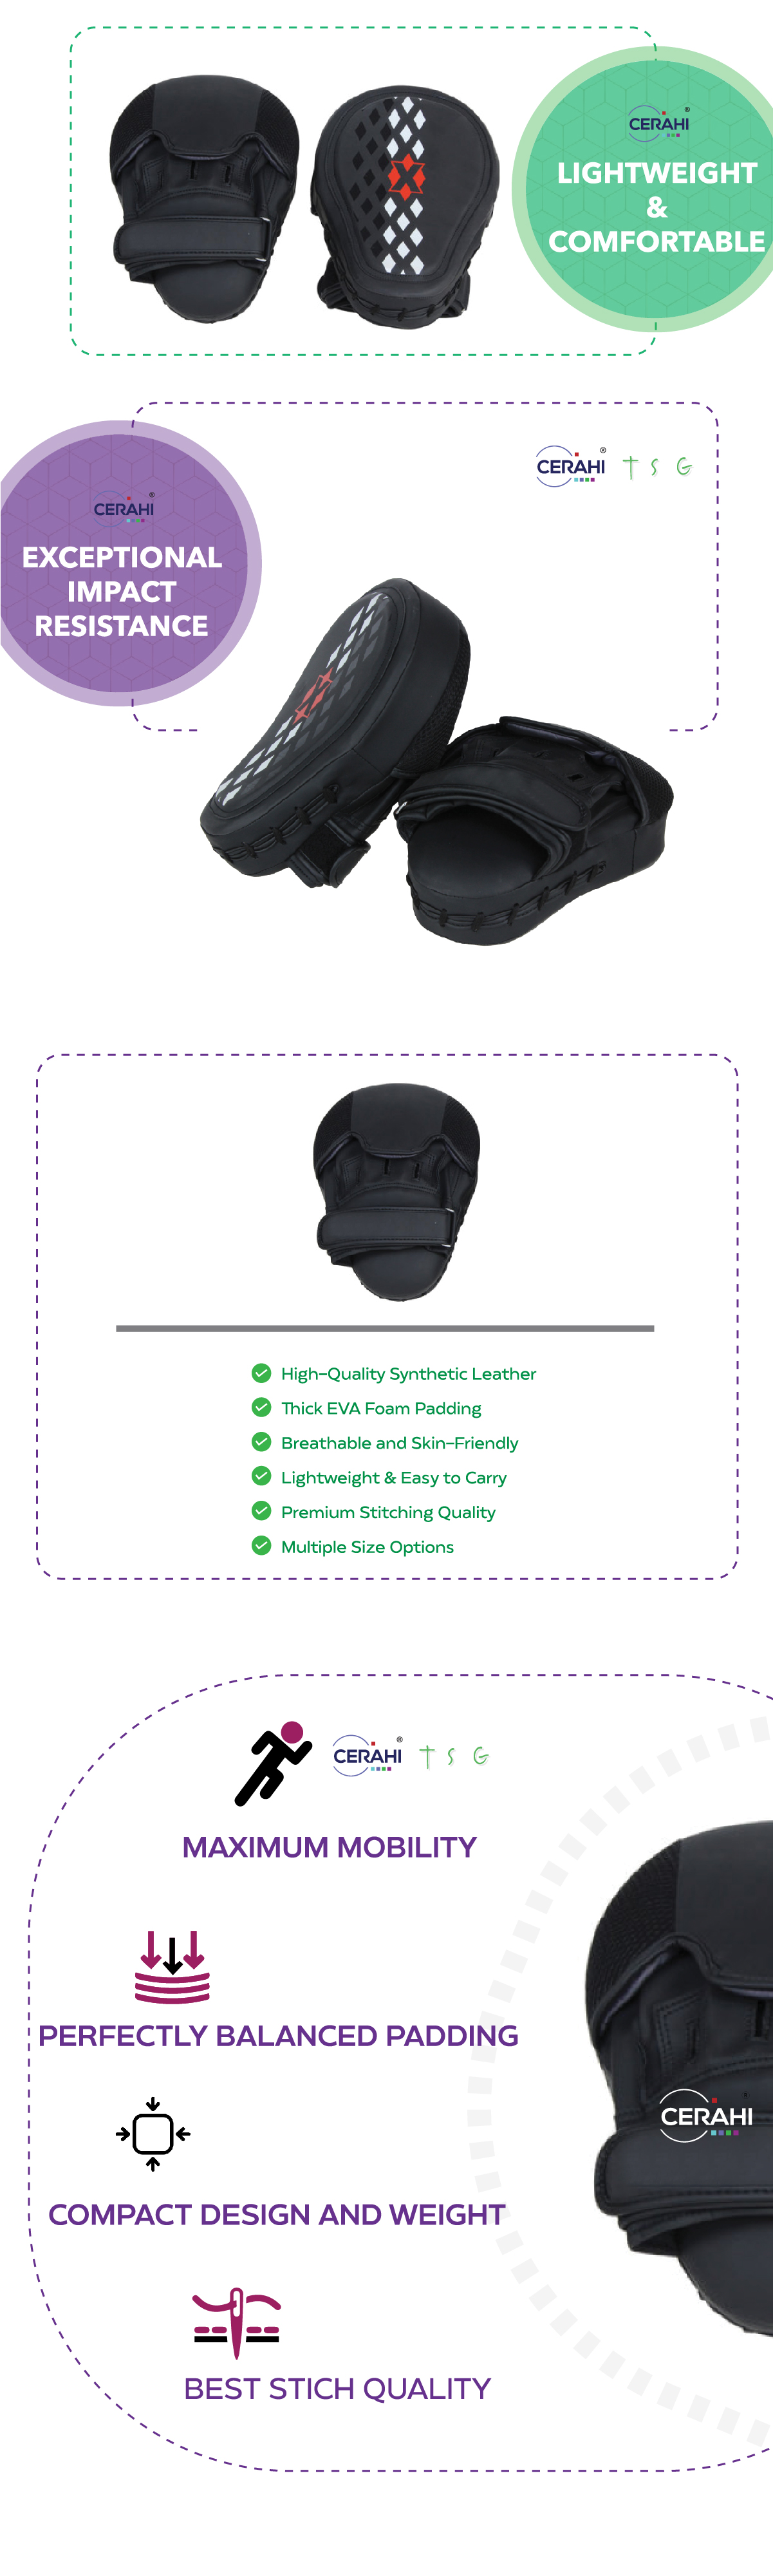 CERAHI ®
LIGHTWEIGHT
&
COMFORTABLE
CERAHI ®
EXCEPTIONAL
IMPACT
RESISTANCE
CERAHI ® TSG
High-Quality Synthetic Leather
Thick EVA Foam Padding
Breathable and Skin-Friendly
Lightweight & Easy to Carry
Premium Stitching Quality
Multiple Size Options
CERAHI ® TSG
MAXIMUM MOBILITY
PERFECTLY BALANCED PADDING
CERAHI
COMPACT DESIGN AND WEIGHT
BEST STICH QUALITY